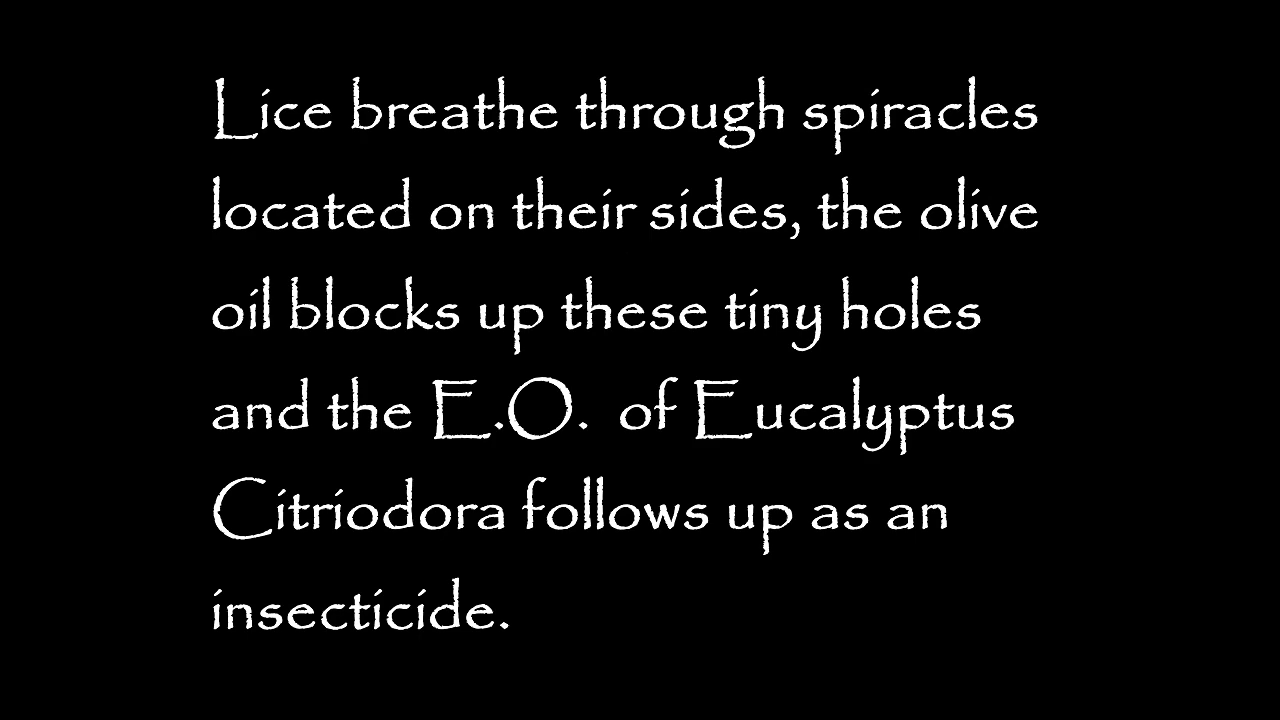 Lice breathe through spiracles
located on their sides, the olive
oil blocks up these tiny holes
and the E.O.  of Eucalyptus
Citriodora follows up as an
insecticide.